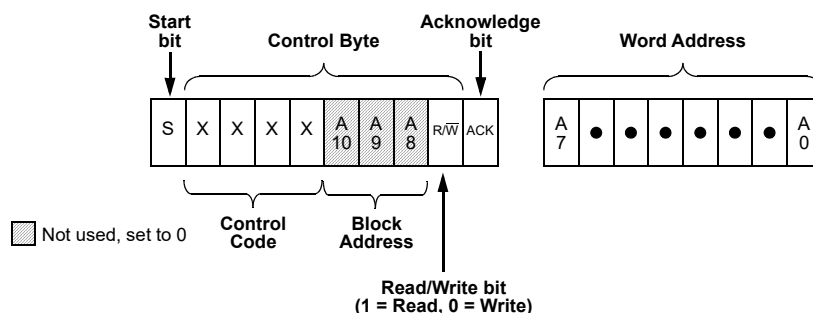 Start
bit
Control Byte
Acknowledge
bit
Word Address
S X X X X A
10 A
9 A
8 R/W̅ ACK
A
7 • • • • • • A
0
Control
Code
Block
Address
Not used, set to 0
Read/Write bit
(1 = Read, 0 = Write)